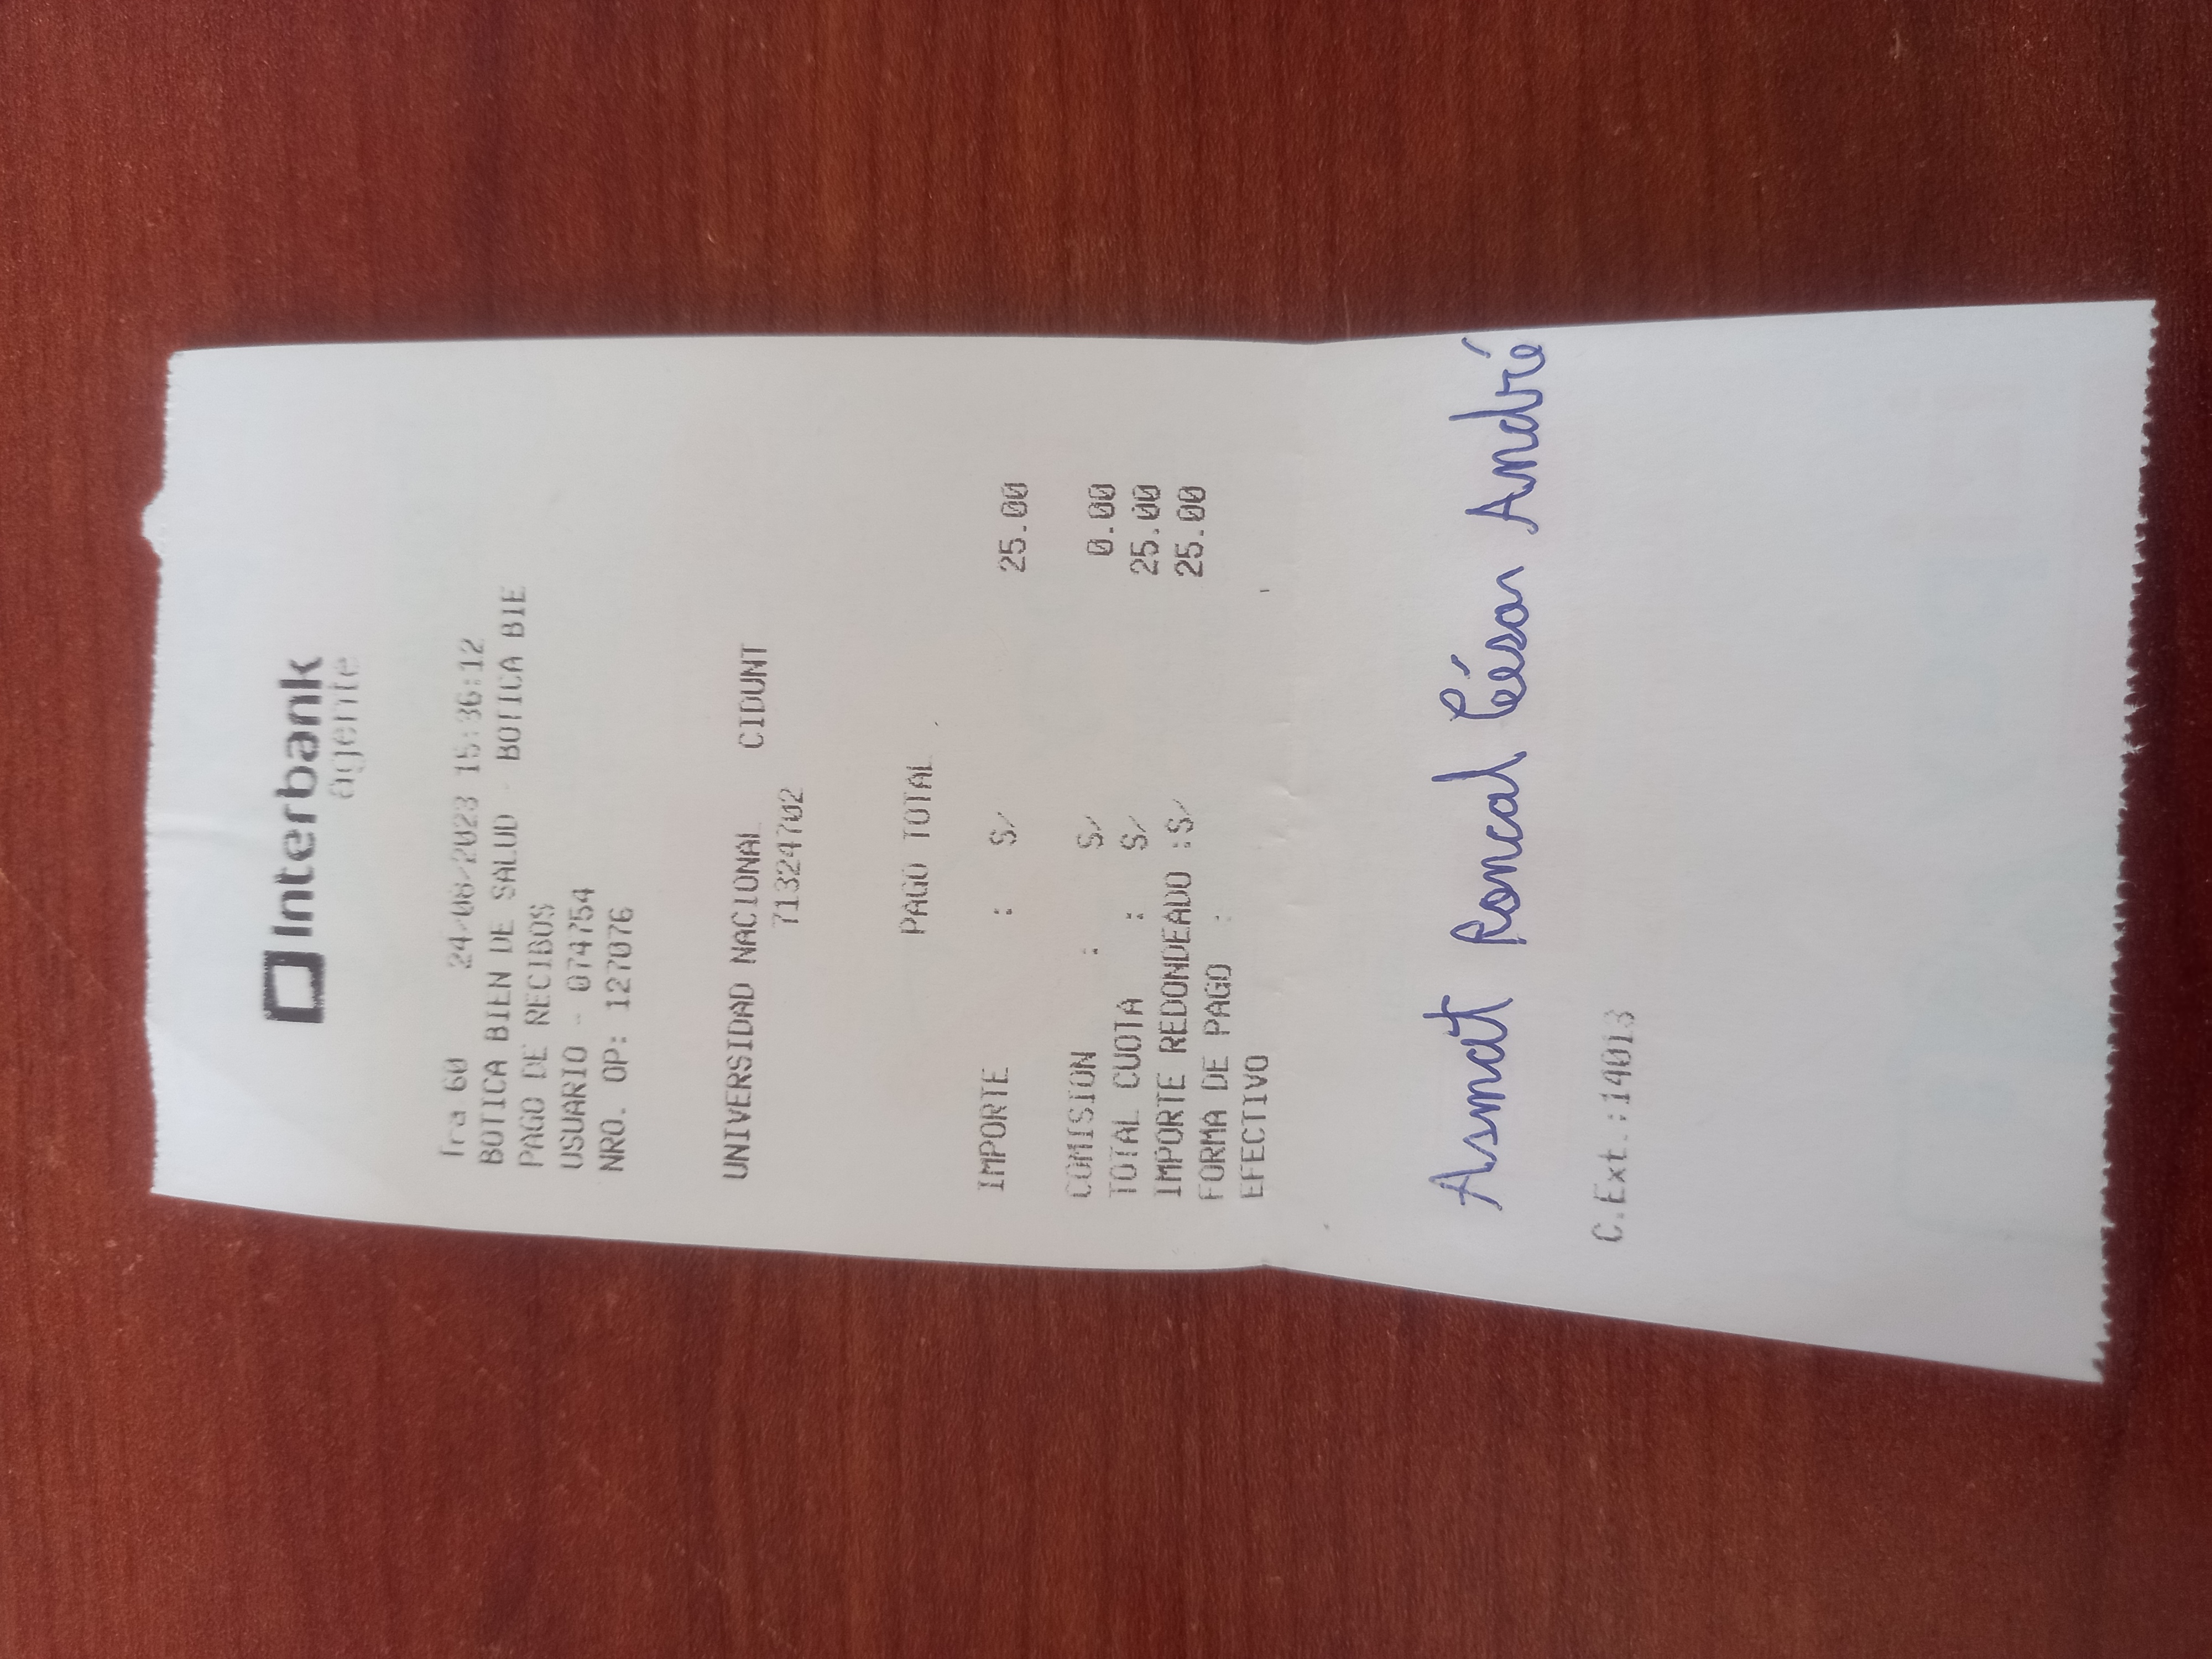 Interbank
agente
Tra 60 24/08/2023 15:36:12
BOTICA BIEN DE SALUD - BOTICA BIE
PAGO DE RECIBOS
USUARIO - 074754
NRO. OP: 127076
UNIVERSIDAD NACIONAL CIDUNT
71324702
PAGO TOTAL
IMPORTE : S/ 25.00
COMISION : S/ 0.00
TOTAL CUOTA : S/ 25.00
IMPORTE REDONDEADO :S/ 25.00
FORMA DE PAGO :
EFECTIVO
Asmat Roncal César André
C.Ext.:14013